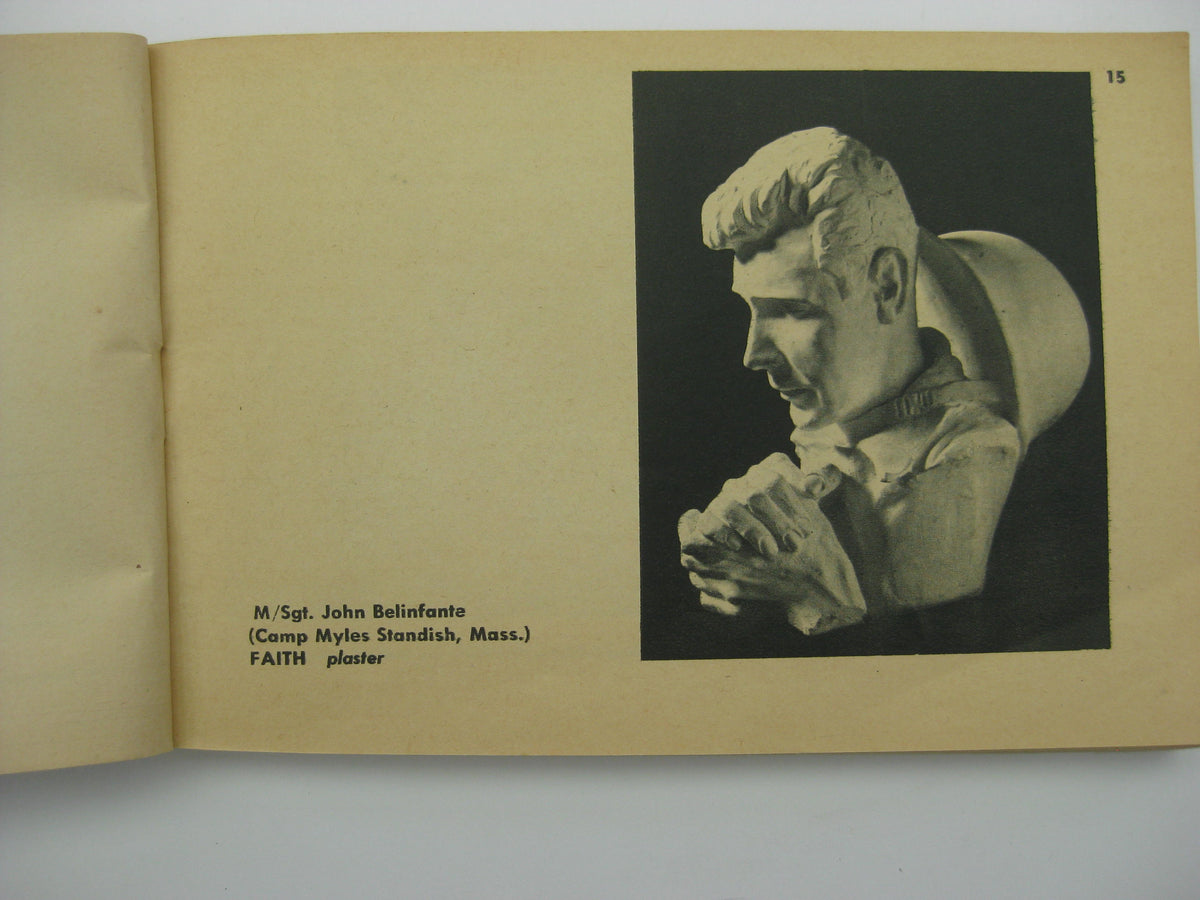 15
M/Sgt. John Belinfante
(Camp Myles Standish, Mass.)
FAITH plaster